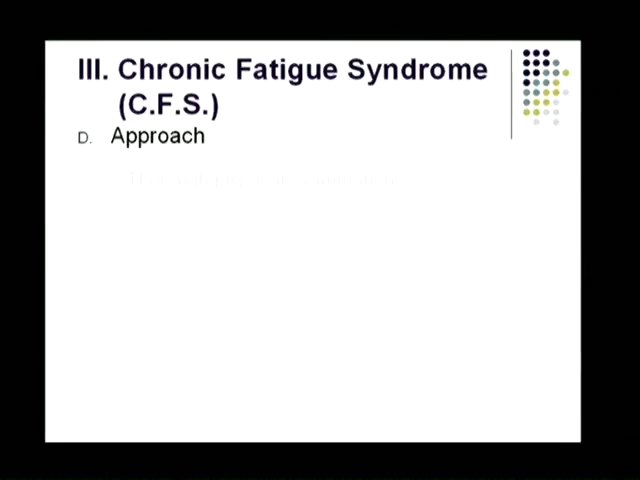 III. Chronic Fatigue Syndrome
(C.F.S.)
D. Approach